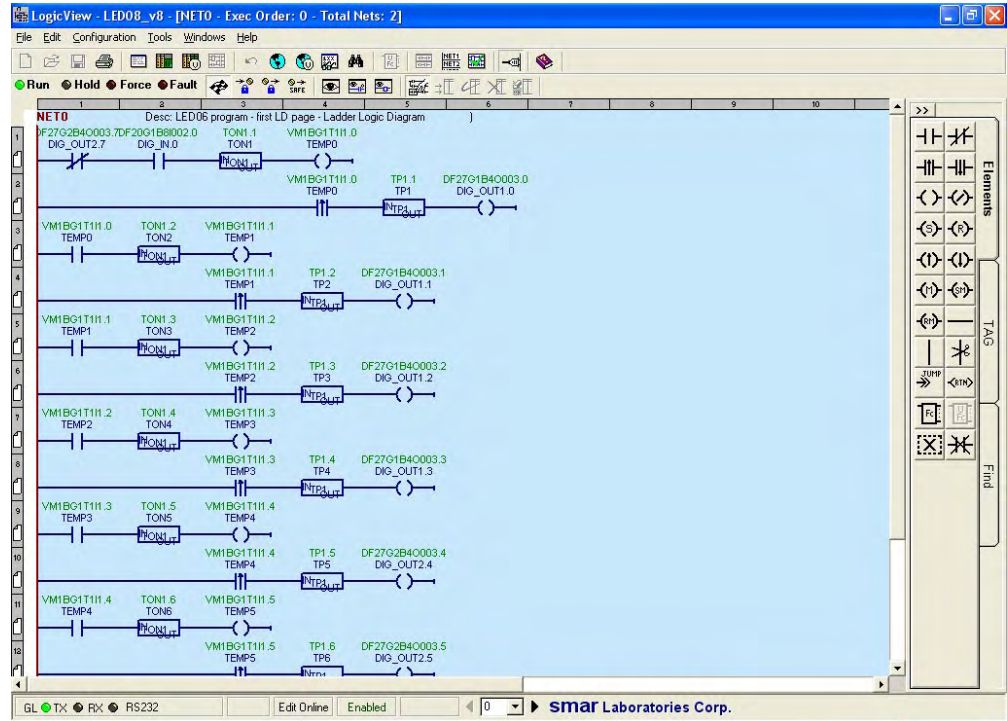 LogicView - LED08_v8 - [NET0 - Exec Order: 0 - Total Nets: 2]
File Edit Configuration Tools Windows Help
Run Hold Force Fault SAFE
1 2 3 4 5 6 7 8 9 10
NET0 Desc: LED06 program - first LD page - Ladder Logic Diagram )
DF27G2B4O003.7 DF20G1B8I002.0 TON1.1 VM1BG1T1I1.0
DIG_OUT2.7 DIG_IN.0 TON1 TEMP0
VM1BG1T1I1.0 TP1.1 DF27G1B4O003.0
TEMP0 TP1 DIG_OUT1.0
VM1BG1T1I1.0 TON1.2 VM1BG1T1I1.1
TEMP0 TON2 TEMP1
VM1BG1T1I1.1 TP1.2 DF27G1B4O003.1
TEMP1 TP2 DIG_OUT1.1
VM1BG1T1I1.1 TON1.3 VM1BG1T1I1.2
TEMP1 TON3 TEMP2
VM1BG1T1I1.2 TP1.3 DF27G1B4O003.2
TEMP2 TP3 DIG_OUT1.2
VM1BG1T1I1.2 TON1.4 VM1BG1T1I1.3
TEMP2 TON4 TEMP3
VM1BG1T1I1.3 TP1.4 DF27G1B4O003.3
TEMP3 TP4 DIG_OUT1.3
VM1BG1T1I1.3 TON1.5 VM1BG1T1I1.4
TEMP3 TON5 TEMP4
VM1BG1T1I1.4 TP1.5 DF27G2B4O003.4
TEMP4 TP5 DIG_OUT2.4
VM1BG1T1I1.4 TON1.6 VM1BG1T1I1.5
TEMP4 TON6 TEMP5
VM1BG1T1I1.5 TP1.6 DF27G2B4O003.5
TEMP5 TP6 DIG_OUT2.5
>>
(S) (R)
(M) (SM)
(RM)
JUMP <RTN>
Fc
Elements
TAG
Find
GL TX RX RS232 Edit Online Enabled 0 smar Laboratories Corp.